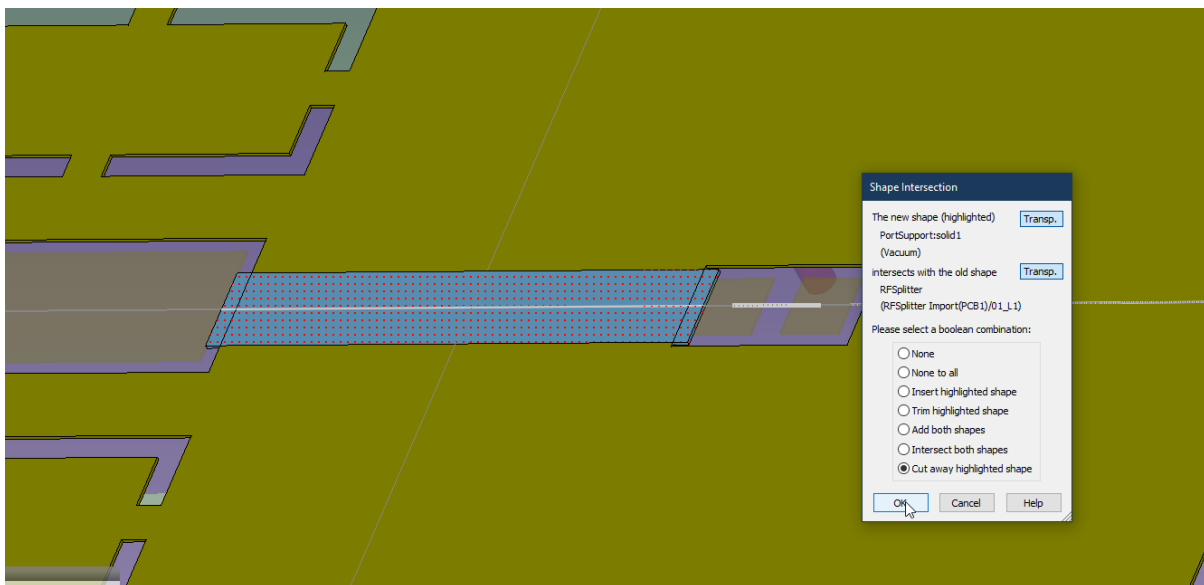 Shape Intersection
The new shape (highlighted)
Transp.
PortSupport:solid1
(Vacuum)
intersects with the old shape
Transp.
RFSplitter
(RFSplitter Import(PCB1)/01_L1)
Please select a boolean combination:
None
None to all
Insert highlighted shape
Trim highlighted shape
Add both shapes
Intersect both shapes
Cut away highlighted shape
OK Cancel Help